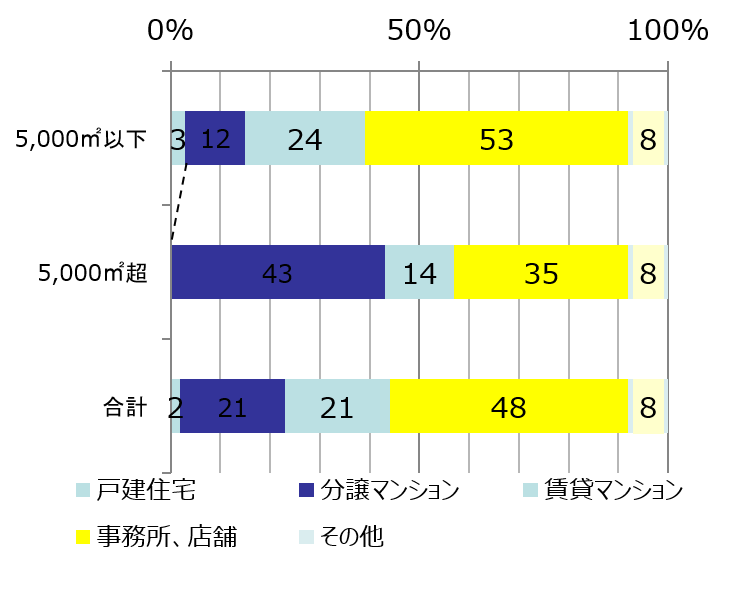 0% 50% 100%
5,000㎡以下 3 12 24 53 8
5,000㎡超 43 14 35 8
合計 2 21 21 48 8
戸建住宅 分譲マンション 賃貸マンション
事務所、店舗 その他